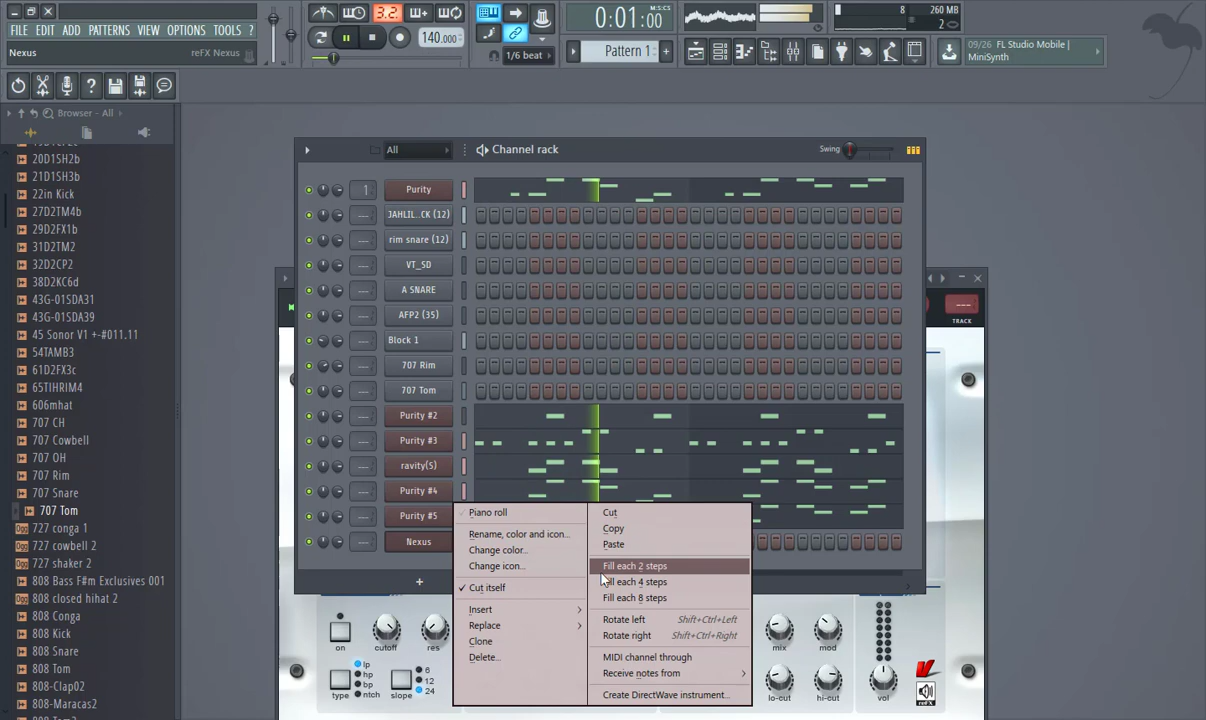 3.2
140.000
0:01:00
M:S:CS
8
260 MB
2
FILE EDIT ADD PATTERNS VIEW OPTIONS TOOLS ?
Nexus
reFX Nexus
1/6 beat
Pattern 1
09/26 FL Studio Mobile |
MiniSynth
Browser - All
20D1SH2b
21D1SH3b
22in Kick
27D2TM4b
29D2FX1b
31D2TM2
32D2CP2
38D2KC6d
43G-01SDA31
43G-01SDA39
45 Sonor V1 +-#011.11
54TAMB3
61D2FX3c
65TIHRIM4
606mhat
707 CH
707 Cowbell
707 OH
707 Rim
707 Snare
707 Tom
727 conga 1
727 cowbell 2
727 shaker 2
808 Bass F#m Exclusives 001
808 closed hihat 2
808 Conga
808 Kick
808 Snare
808 Tom
808-Clap02
808-Maracas2
All
Channel rack
Swing
1
Purity
JAHLIL..CK (12)
rim snare (12)
VT_SD
A SNARE
AFP2 (35)
Block 1
707 Rim
707 Tom
Purity #2
Purity #3
ravity(S)
Purity #4
Purity #5
Nexus
+
TRACK
Piano roll
Rename, color and icon...
Change color...
Change icon...
Cut itself
Insert
Replace
Clone
Delete...
Cut
Copy
Paste
Fill each 2 steps
Fill each 4 steps
Fill each 8 steps
Rotate left Shift+Ctrl+Left
Rotate right Shift+Ctrl+Right
MIDI channel through
Receive notes from
Create DirectWave instrument...
on
cutoff
res
type
lp
hp
bp
ntch
slope
6
12
24
mix
mod
lo-cut
hi-cut
vol
reFX